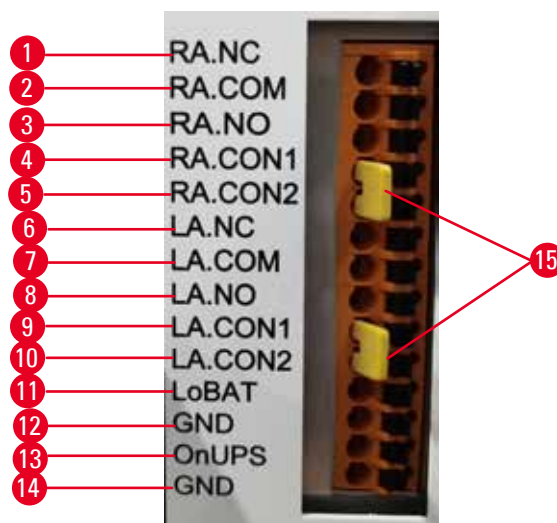 1 RA.NC
2 RA.COM
3 RA.NO
4 RA.CON1
5 RA.CON2
6 LA.NC
7 LA.COM
8 LA.NO
9 LA.CON1
10 LA.CON2
11 LoBAT
12 GND
13 OnUPS
14 GND
15